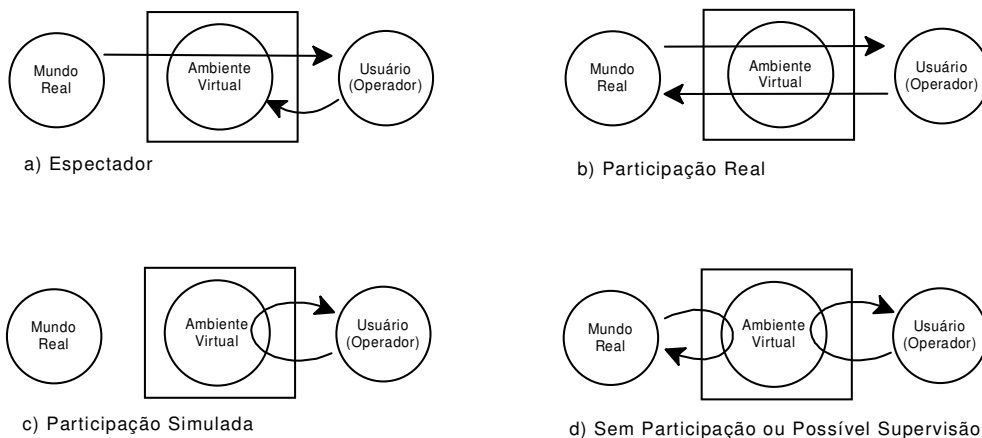 Mundo
Real
Ambiente
Virtual
Usuário
(Operador)
a) Espectador
Mundo
Real
Ambiente
Virtual
Usuário
(Operador)
b) Participação Real
Mundo
Real
Ambiente
Virtual
Usuário
(Operador)
c) Participação Simulada
Mundo
Real
Ambiente
Virtual
Usuário
(Operador)
d) Sem Participação ou Possível Supervisão